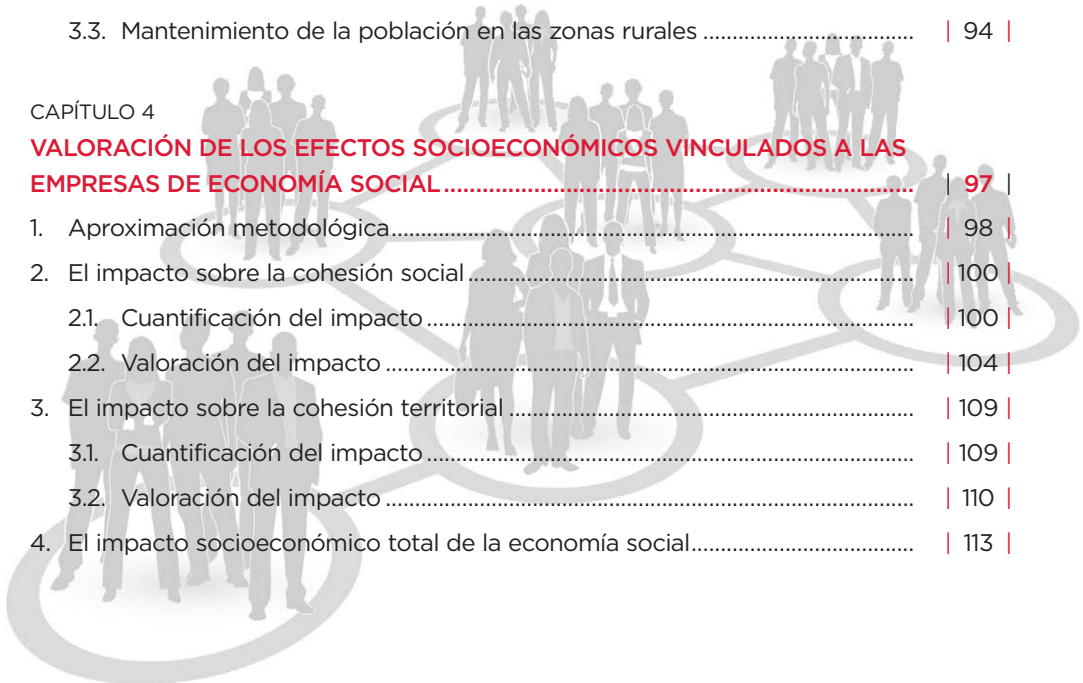 3.3. Mantenimiento de la población en las zonas rurales .................................. | 94 |
CAPÍTULO 4
VALORACIÓN DE LOS EFECTOS SOCIOECONÓMICOS VINCULADOS A LAS
EMPRESAS DE ECONOMÍA SOCIAL ............................................................................ | 97 |
1. Aproximación metodológica ..................................................................................... | 98 |
2. El impacto sobre la cohesión social ........................................................................ | 100 |
2.1. Cuantificación del impacto ............................................................................... | 100 |
2.2. Valoración del impacto ..................................................................................... | 104 |
3. El impacto sobre la cohesión territorial .................................................................. | 109 |
3.1. Cuantificación del impacto ............................................................................... | 109 |
3.2. Valoración del impacto ..................................................................................... | 110 |
4. El impacto socioeconómico total de la economía social .................................... | 113 |